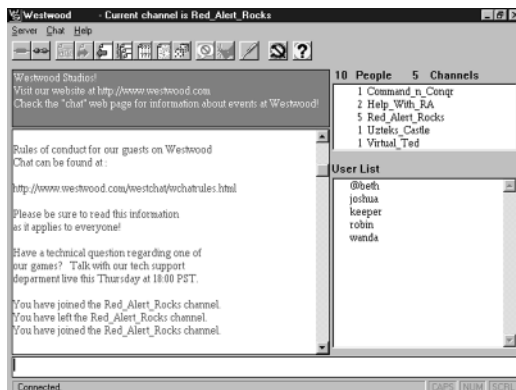 Westwood - Current channel is Red_Alert_Rocks
Server Chat Help
Westwood Studios!
Visit our website at http://www.westwood.com
Check the "chat" web page for information about events at Westwood!
Rules of conduct for our guests on Westwood
Chat can be found at :
http://www.westwood.com/westchat/wchatrules.html
Please be sure to read this information
as it applies to everyone!
Have a technical question regarding one of
our games? Talk with our tech support
deparment live this Thursday at 18:00 PST.
You have joined the Red_Alert_Rocks channel.
You have left the Red_Alert_Rocks channel.
You have joined the Red_Alert_Rocks channel.
10 People 5 Channels
1 Command_n_Conqr
2 Help_With_RA
5 Red_Alert_Rocks
1 Uzteks_Castle
1 Virtual_Ted
User List
@beth
joshua
keeper
robin
wanda
Connected
CAPS NUM SCRL